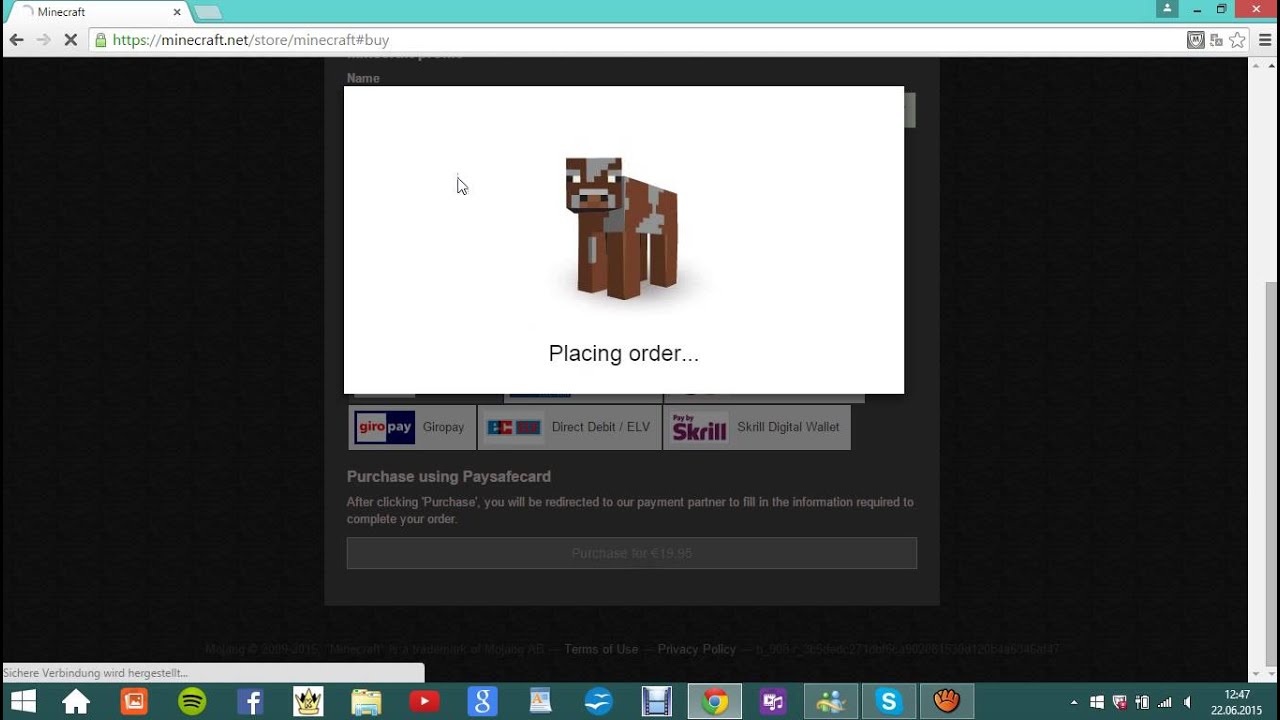 Minecraft
https://minecraft.net/store/minecraft#buy
Name
Placing order...
giropay Giropay
Direct Debit / ELV
Pay by Skrill Skrill Digital Wallet
Purchase using Paysafecard
After clicking 'Purchase', you will be redirected to our payment partner to fill in the information required to
complete your order.
Purchase for €19,95
Mojang © 2009-2015. "Minecraft" is a trademark of Mojang AB — Terms of Use — Privacy Policy —
Sichere Verbindung wird hergestellt...
12:47
22.06.2015